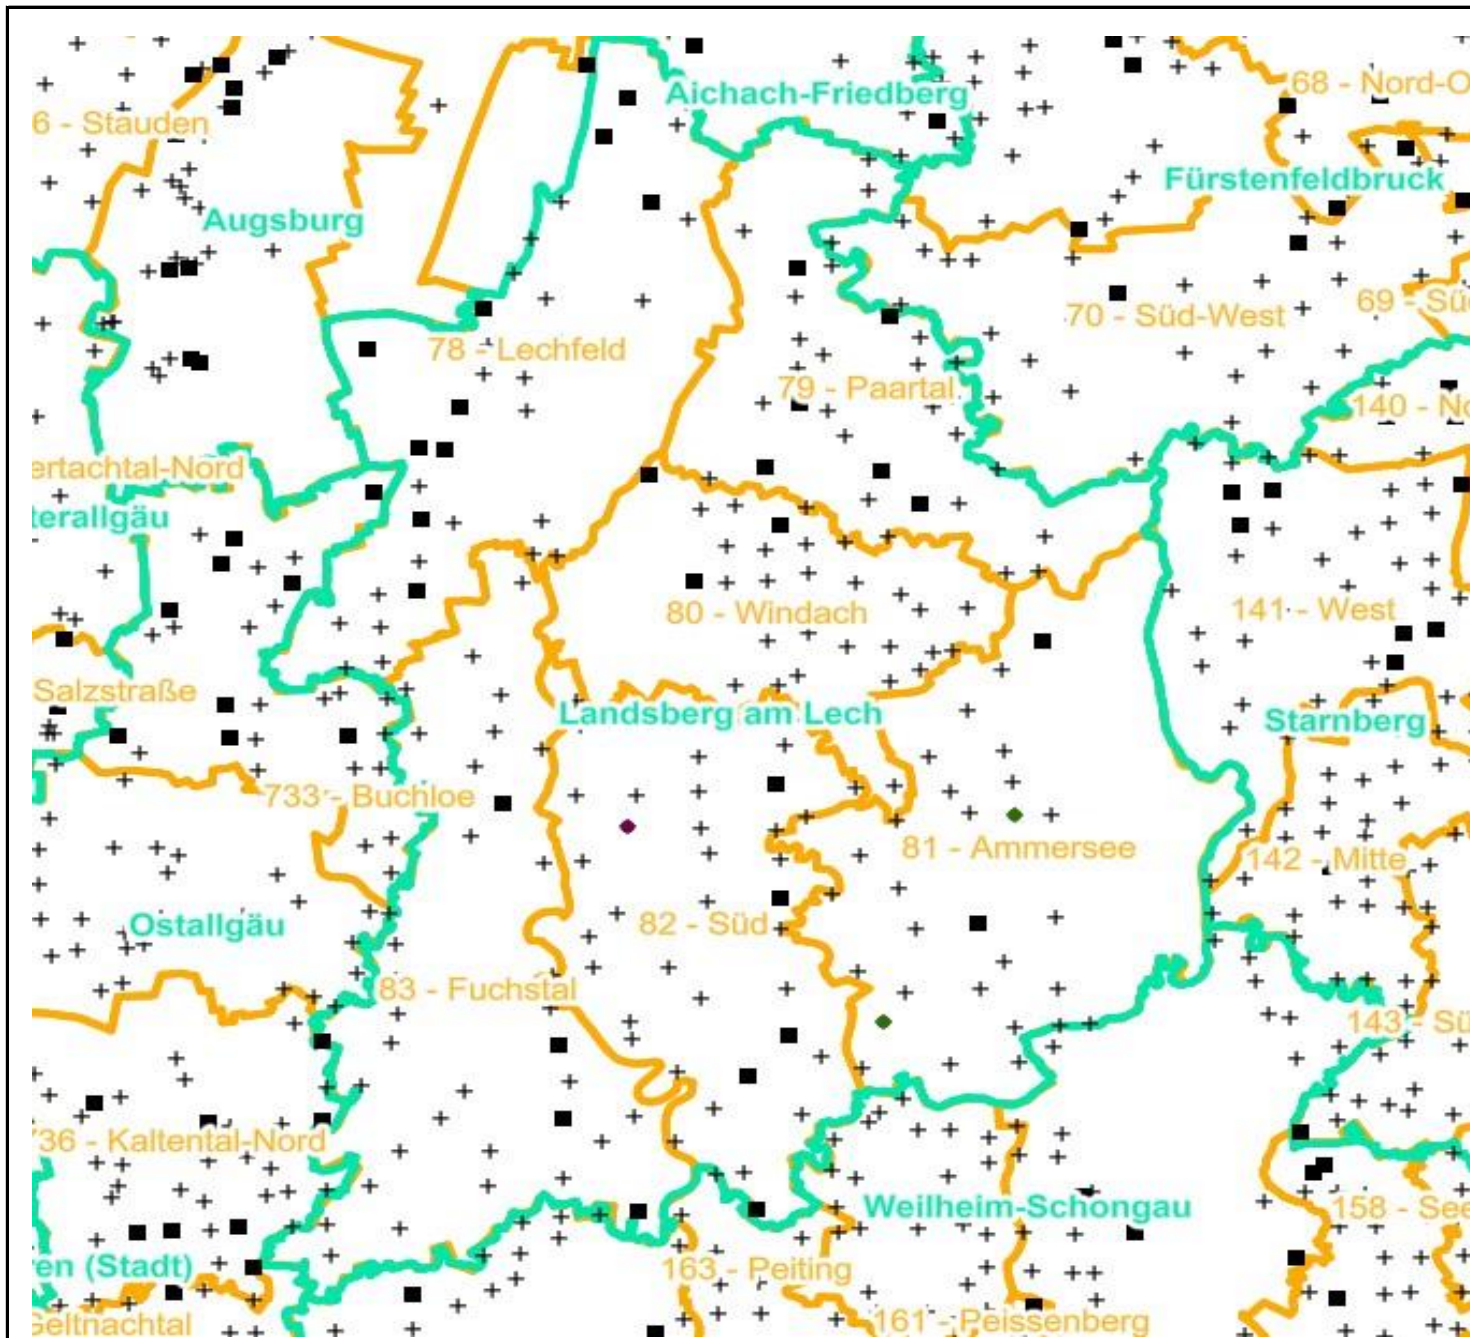 68 - Nord-O
Aichach-Friedberg
6 - Stauden
Fürstenfeldbruck
Augsburg
69 - Sü
70 - Süd-West
78 - Lechfeld
79 - Paartal
140 - No
ertachtal-Nord
terallgäu
80 - Windach
141 - West
Salzstraße
Landsberg am Lech
Starnberg
733 - Buchloe
81 - Ammersee
142 - Mitte
Ostallgäu
82 - Süd
83 - Fuchstal
143 - Sü
736 - Kaltental-Nord
Weilheim-Schongau
158 - See
en (Stadt)
163 - Peiting
Geltnachtal
161 - Peissenberg